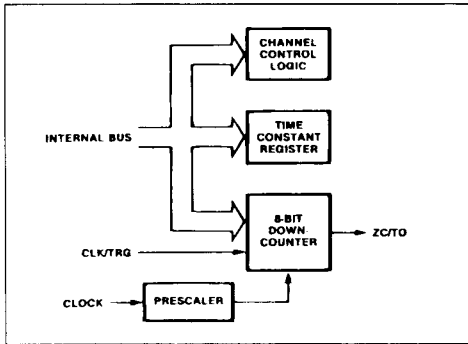 CHANNEL
CONTROL
LOGIC
INTERNAL BUS
TIME
CONSTANT
REGISTER
8-BIT
DOWN-
COUNTER
ZC/TO
CLK/TRG
CLOCK
PRESCALER